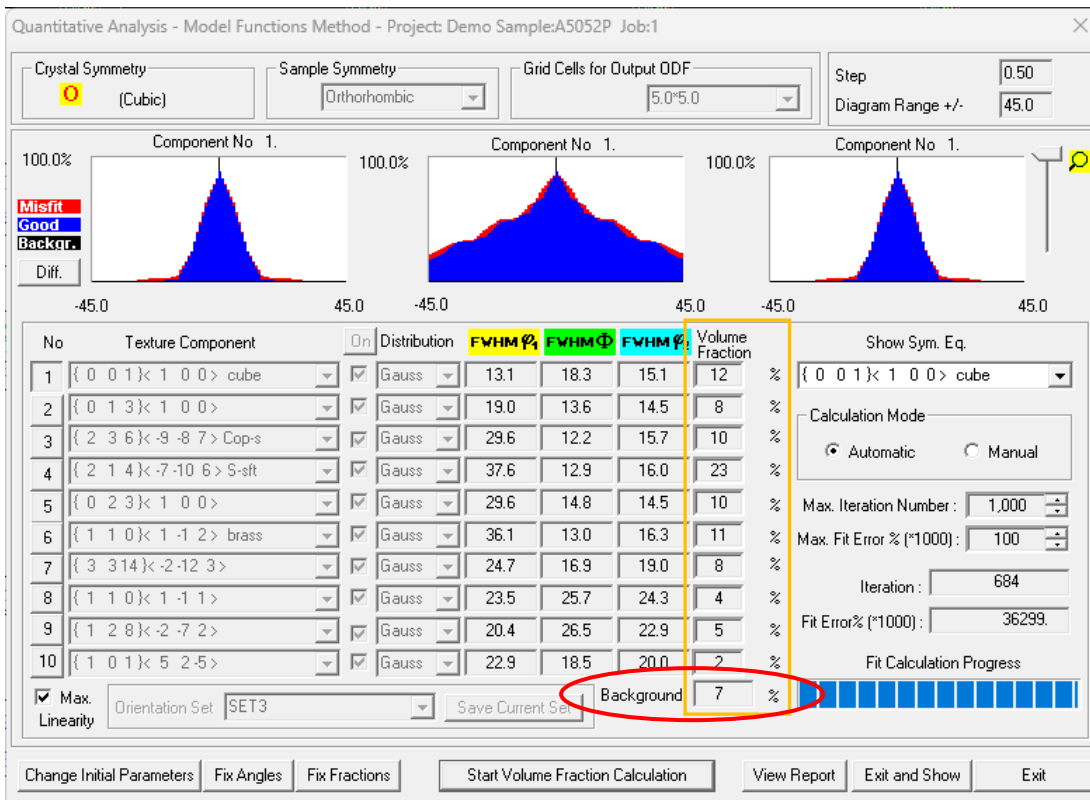 Quantitative Analysis - Model Functions Method - Project: Demo Sample:A5052P Job:1
Crystal Symmetry
O (Cubic)
Sample Symmetry
Orthorhombic
Grid Cells for Output ODF
5.0*5.0
Step 0.50
Diagram Range +/- 45.0
Component No 1.
100.0%
Component No 1.
100.0%
Component No 1.
100.0%
Misfit
Good
Backgr.
Diff.
-45.0 45.0 -45.0 45.0 -45.0 45.0
No Texture Component On Distribution FWHM φ1 FWHM Φ FWHM φ2 Volume Fraction
1 { 0 0 1}< 1 0 0> cube Gauss 13.1 18.3 15.1 12 %
2 { 0 1 3}< 1 0 0> Gauss 19.0 13.6 14.5 8 %
3 { 2 3 6}< -9 -8 7> Cop-s Gauss 29.6 12.2 15.7 10 %
4 { 2 1 4}< -7 -10 6> S-sft Gauss 37.6 12.9 16.0 23 %
5 { 0 2 3}< 1 0 0> Gauss 29.6 14.8 14.5 10 %
6 { 1 1 0}< 1 -1 2> brass Gauss 36.1 13.0 16.3 11 %
7 { 3 314}< -2 -12 3> Gauss 24.7 16.9 19.0 8 %
8 { 1 1 0}< 1 -1 1> Gauss 23.5 25.7 24.3 4 %
9 { 1 2 8}< -2 -7 2> Gauss 20.4 26.5 22.9 5 %
10 { 1 0 1}< 5 2 -5> Gauss 22.9 18.5 20.0 2 %
Background 7 %
Show Sym. Eq.
{ 0 0 1}< 1 0 0> cube
Calculation Mode
Automatic Manual
Max. Iteration Number : 1,000
Max. Fit Error % (*1000) : 100
Iteration : 684
Fit Error% (*1000) : 36299.
Fit Calculation Progress
Max. Linearity
Orientation Set SET3
Save Current Set
Change Initial Parameters Fix Angles Fix Fractions Start Volume Fraction Calculation View Report Exit and Show Exit